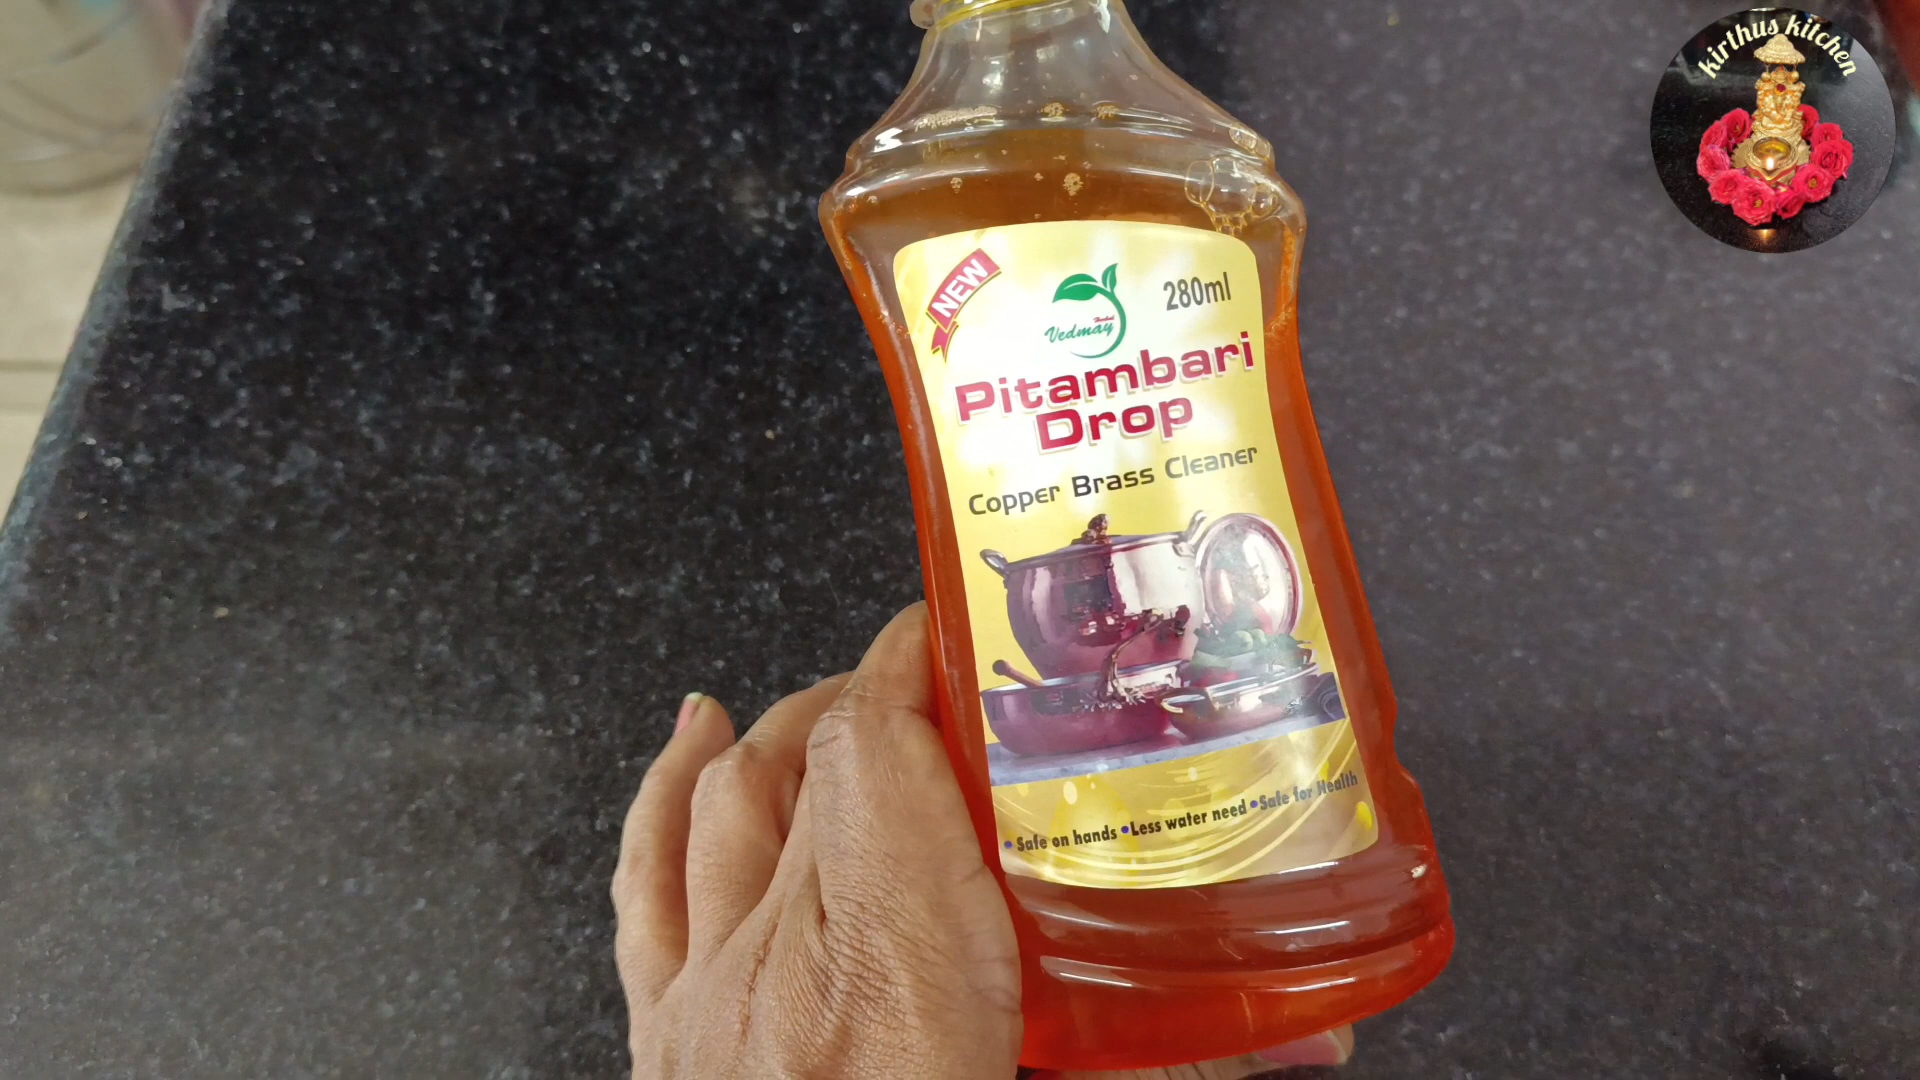 kirthus kitchen
NEW
280ml
Herbal
Vedmay
Pitambari
Drop
Copper Brass Cleaner
• Safe on hands • Less water need • Safe for Health